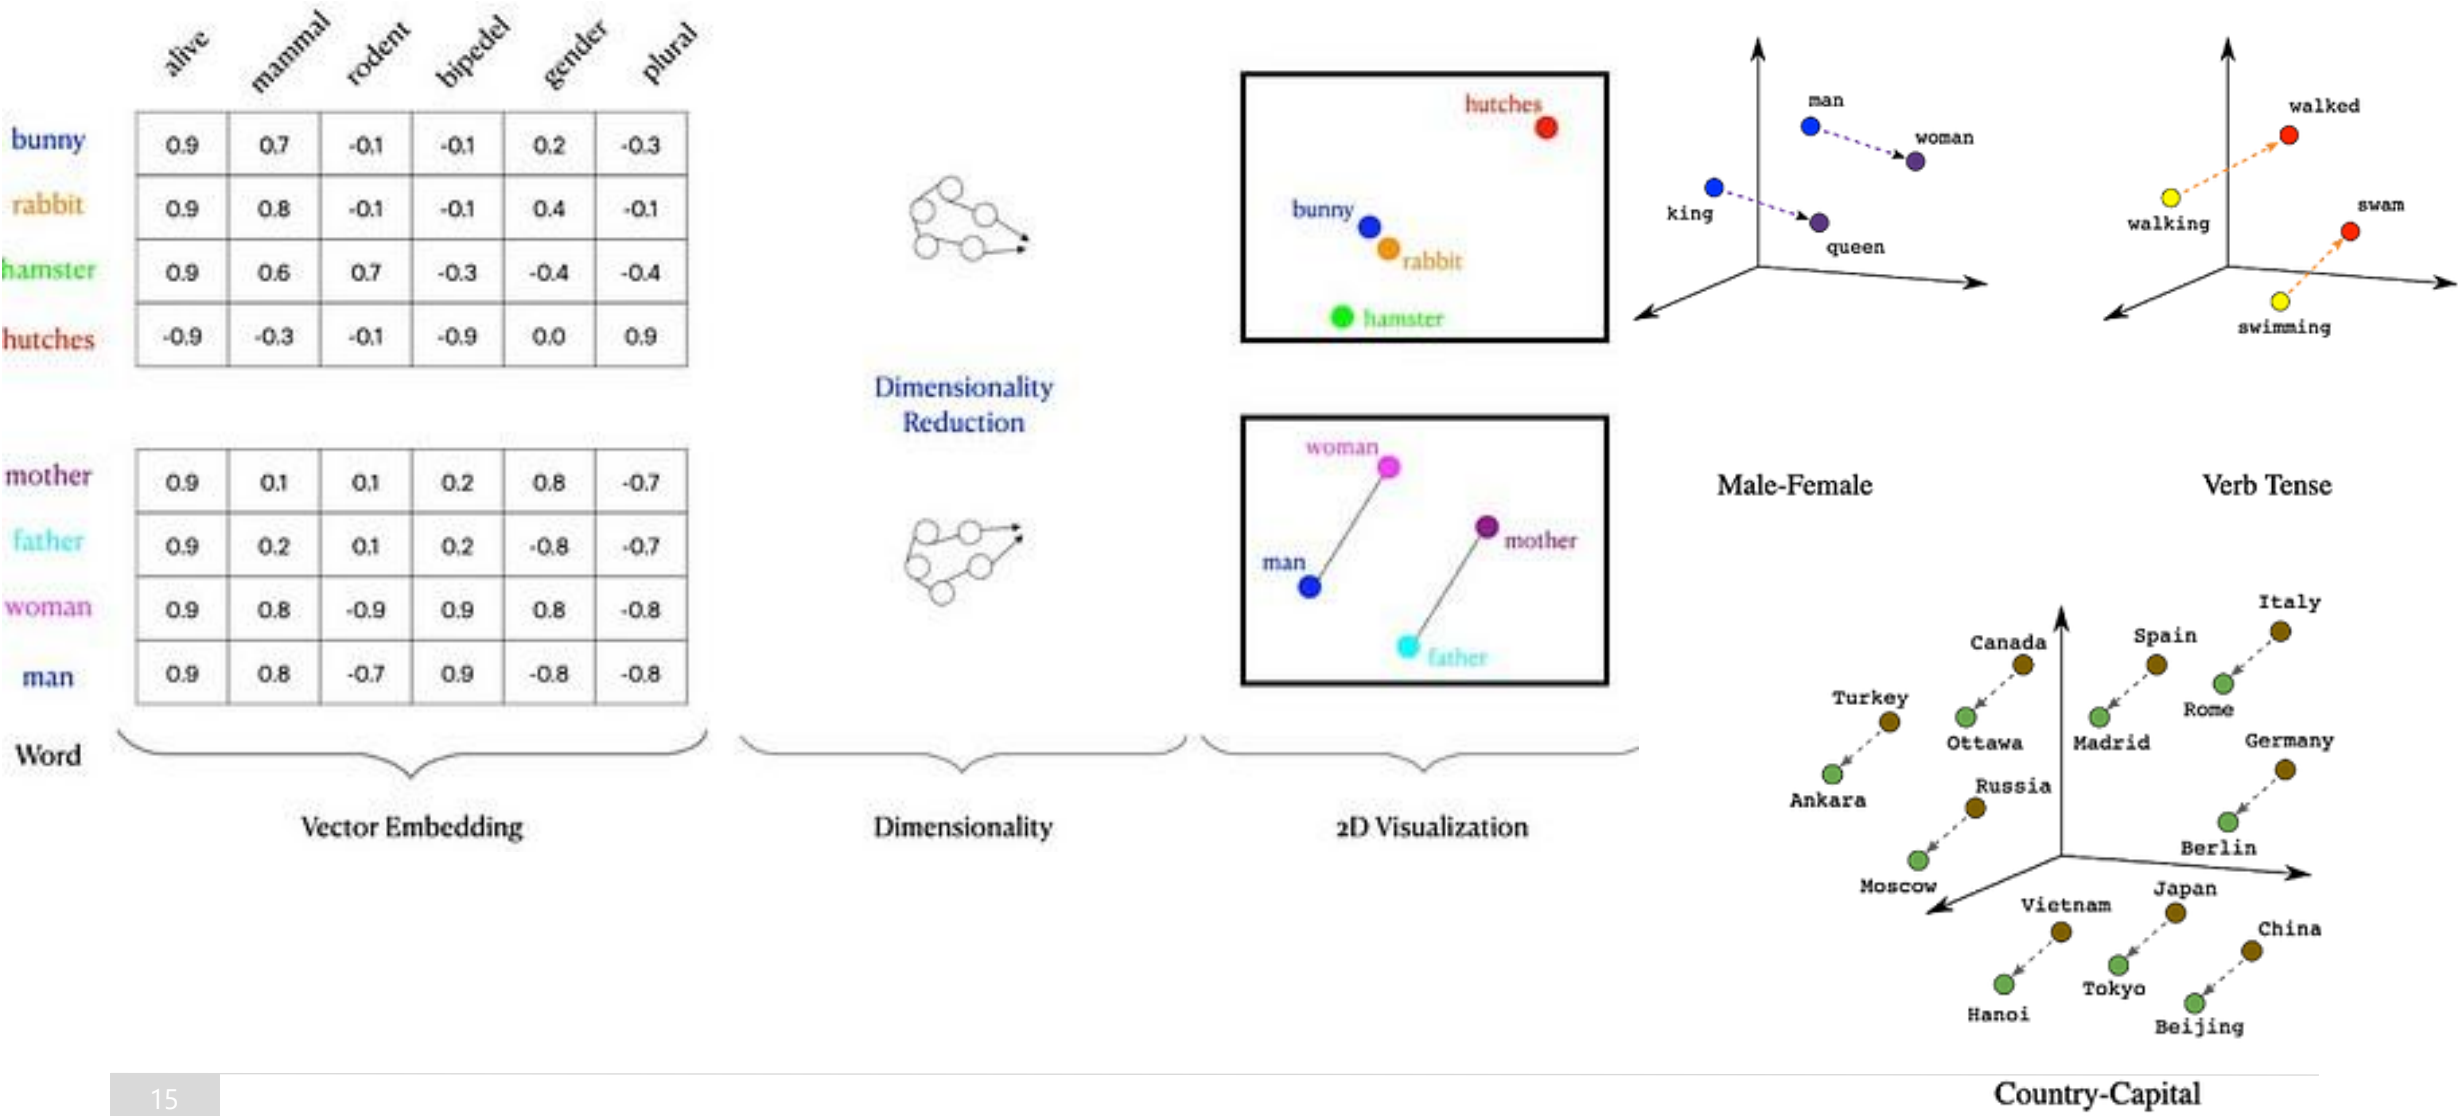 alive mammal rodent bipedel gender plural
bunny 0.9 0.7 -0.1 -0.1 0.2 -0.3
rabbit 0.9 0.8 -0.1 -0.1 0.4 -0.1
hamster 0.9 0.6 0.7 -0.3 -0.4 -0.4
hutches -0.9 -0.3 -0.1 -0.9 0.0 0.9
mother 0.9 0.1 0.1 0.2 0.8 -0.7
father 0.9 0.2 0.1 0.2 -0.8 -0.7
woman 0.9 0.8 -0.9 0.9 0.8 -0.8
man 0.9 0.8 -0.7 0.9 -0.8 -0.8
Word
Vector Embedding
Dimensionality
Reduction
Dimensionality
hutches
bunny
rabbit
hamster
woman
mother
man
father
2D Visualization
man
woman
king
queen
Male-Female
walked
walking
swam
swimming
Verb Tense
Italy
Spain
Canada
Turkey
Rome
Ottawa
Madrid
Germany
Ankara
Russia
Berlin
Moscow
Japan
Vietnam
China
Tokyo
Hanoi
Beijing
Country-Capital
15